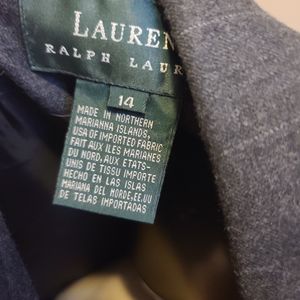 LAUREN
RALPH LAUR
14
MADE IN NORTHERN
MARIANNA ISLANDS,
USA OF IMPORTED FABRIC
FAIT AUX ILES MARIANES
DU NORD, AUX ETATS-
UNIS DE TISSU IMPORTE
HECHO EN LAS ISLAS
MARIANA DEL NORDE, EE.UU
DE TELAS IMPORTADAS